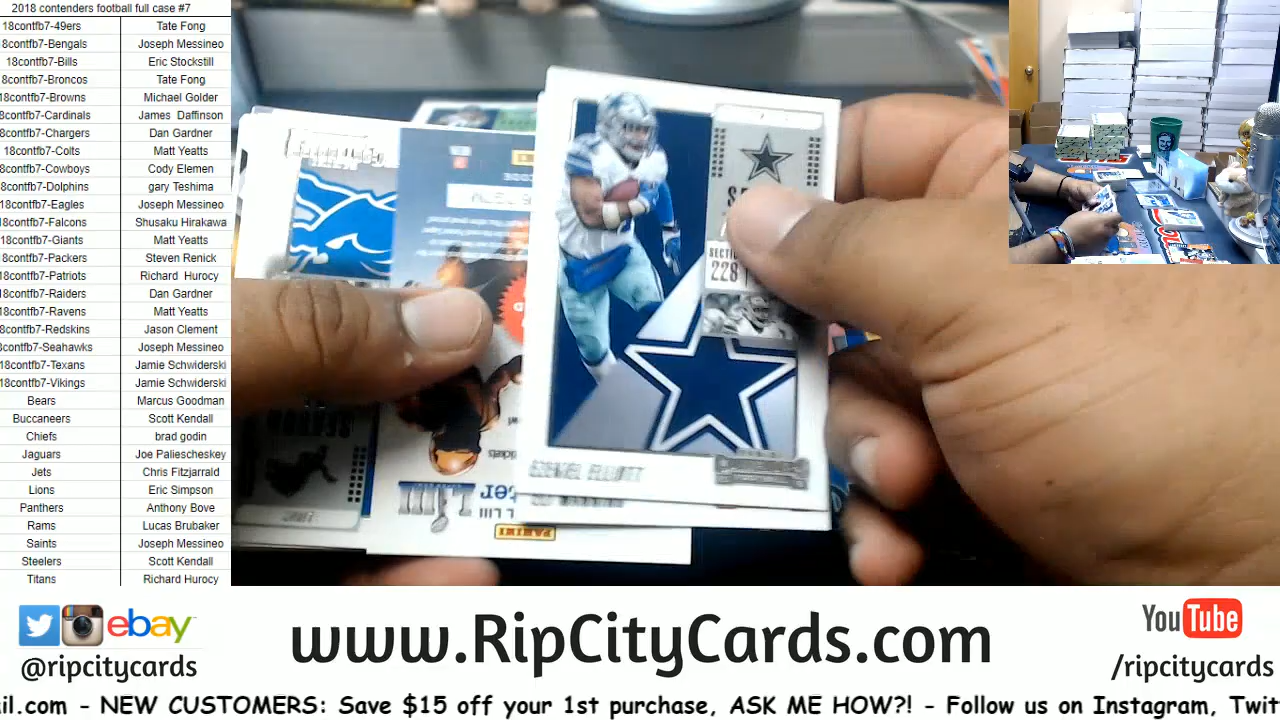 2018 contenders football full case #7
18contfb7-49ers Tate Fong
8contfb7-Bengals Joseph Messineo
18contfb7-Bills Eric Stockstill
8contfb7-Broncos Tate Fong
8contfb7-Browns Michael Golder
8contfb7-Cardinals James Daffinson
8contfb7-Chargers Dan Gardner
18contfb7-Colts Matt Yeatts
8contfb7-Cowboys Cody Elemen
8contfb7-Dolphins gary Teshima
18contfb7-Eagles Joseph Messineo
18contfb7-Falcons Shusaku Hirakawa
18contfb7-Giants Matt Yeatts
8contfb7-Packers Steven Renick
18contfb7-Patriots Richard Hurocy
18contfb7-Raiders Dan Gardner
18contfb7-Ravens Matt Yeatts
8contfb7-Redskins Jason Clement
8contfb7-Seahawks Joseph Messineo
18contfb7-Texans Jamie Schwiderski
18contfb7-Vikings Jamie Schwiderski
Bears Marcus Goodman
Buccaneers Scott Kendall
Chiefs brad godin
Jaguars Joe Paliescheskey
Jets Chris Fitzjarrald
Lions Eric Simpson
Panthers Anthony Bove
Rams Lucas Brubaker
Saints Joseph Messineo
Steelers Scott Kendall
Titans Richard Hurocy
SECTION
228
EZEKIEL ELLIOTT
PANINI
ebay
@ripcitycards
www.RipCityCards.com
YouTube
/ripcitycards
il.com - NEW CUSTOMERS: Save $15 off your 1st purchase, ASK ME HOW?! - Follow us on Instagram, Twit